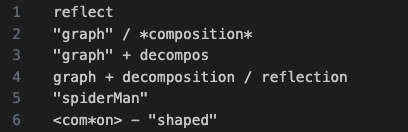 1 reflect
2 "graph" / *composition*
3 "graph" + decompos
4 graph + decomposition / reflection
5 "spiderMan"
6 <com*on> - "shaped"